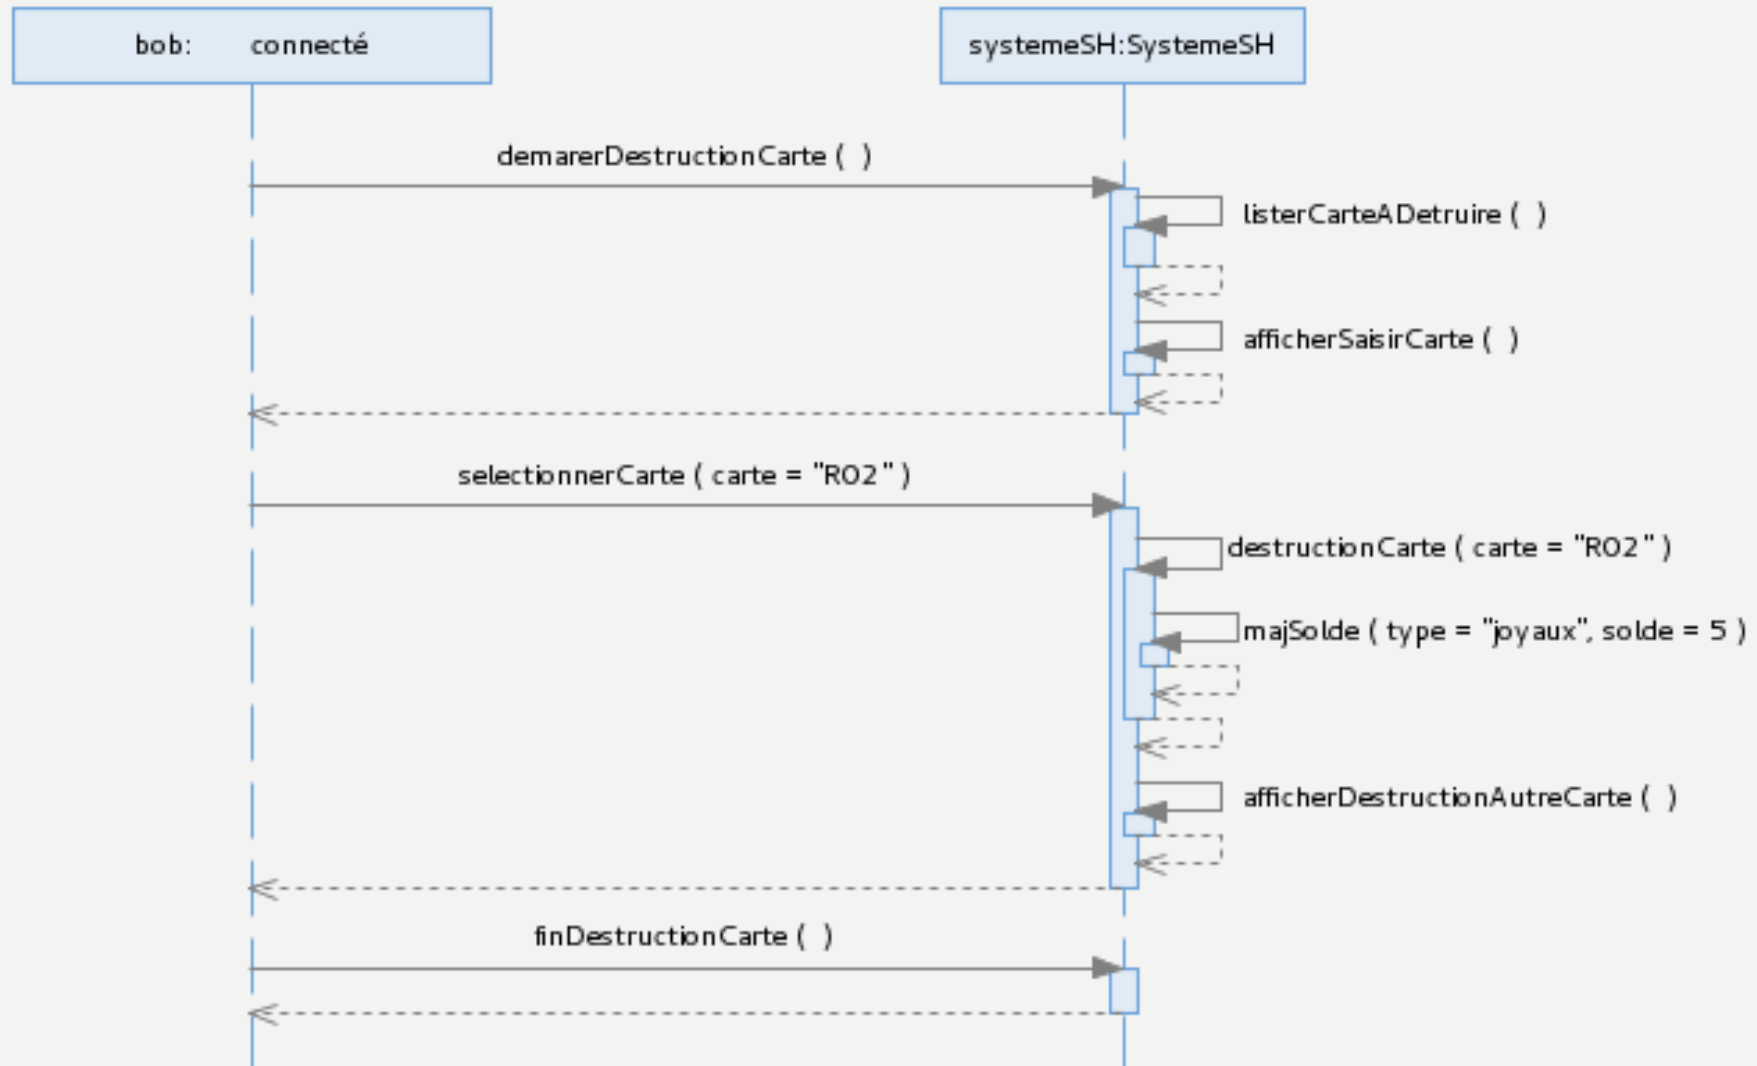 bob: connecté
systemeSH:SystemeSH
demarerDestructionCarte ( )
listerCarteADetruire ( )
afficherSaisirCarte ( )
selectionnerCarte ( carte = "RO2" )
destructionCarte ( carte = "RO2" )
majSolde ( type = "joyaux", solde = 5 )
afficherDestructionAutreCarte ( )
finDestructionCarte ( )